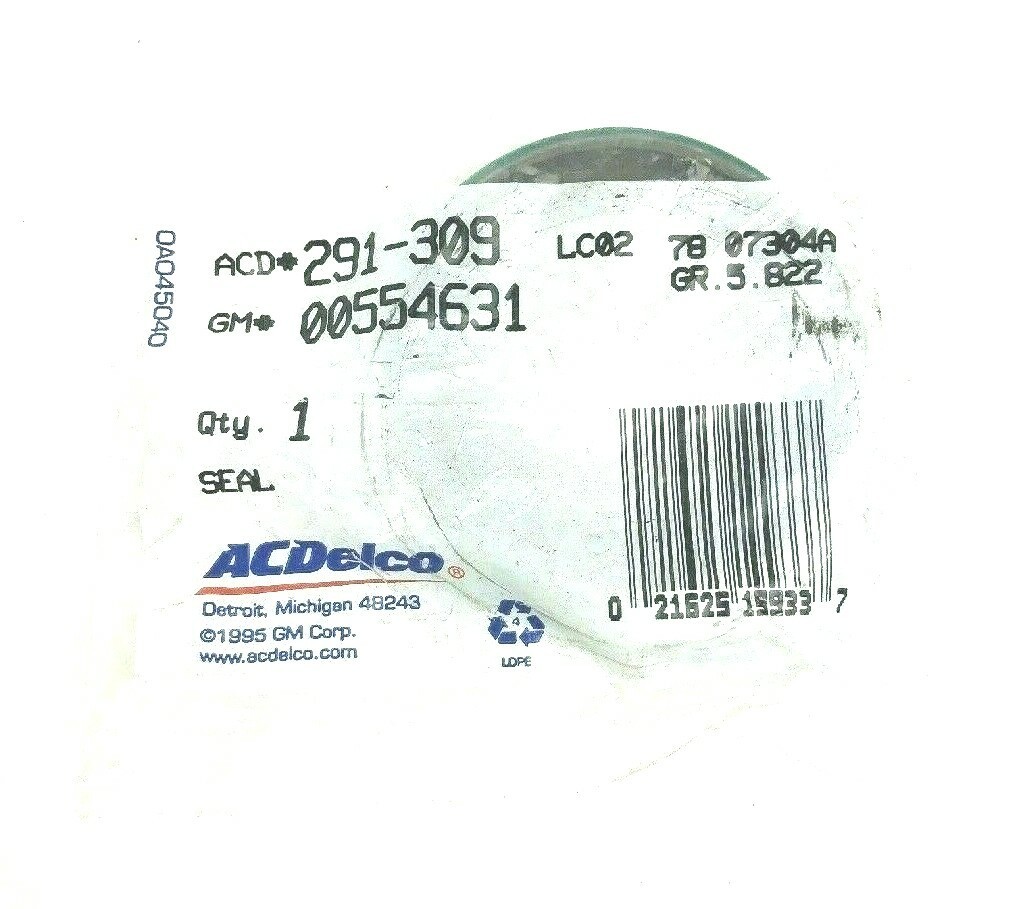 ACD# 291-309
GM# 00554631
LC02 78 07304A
GR.5.822
OA045040
Qty. 1
SEAL
ACDelco®
Detroit, Michigan 48243
©1995 GM Corp.
www.acdelco.com
4
LDPE
0 21625 15933 7